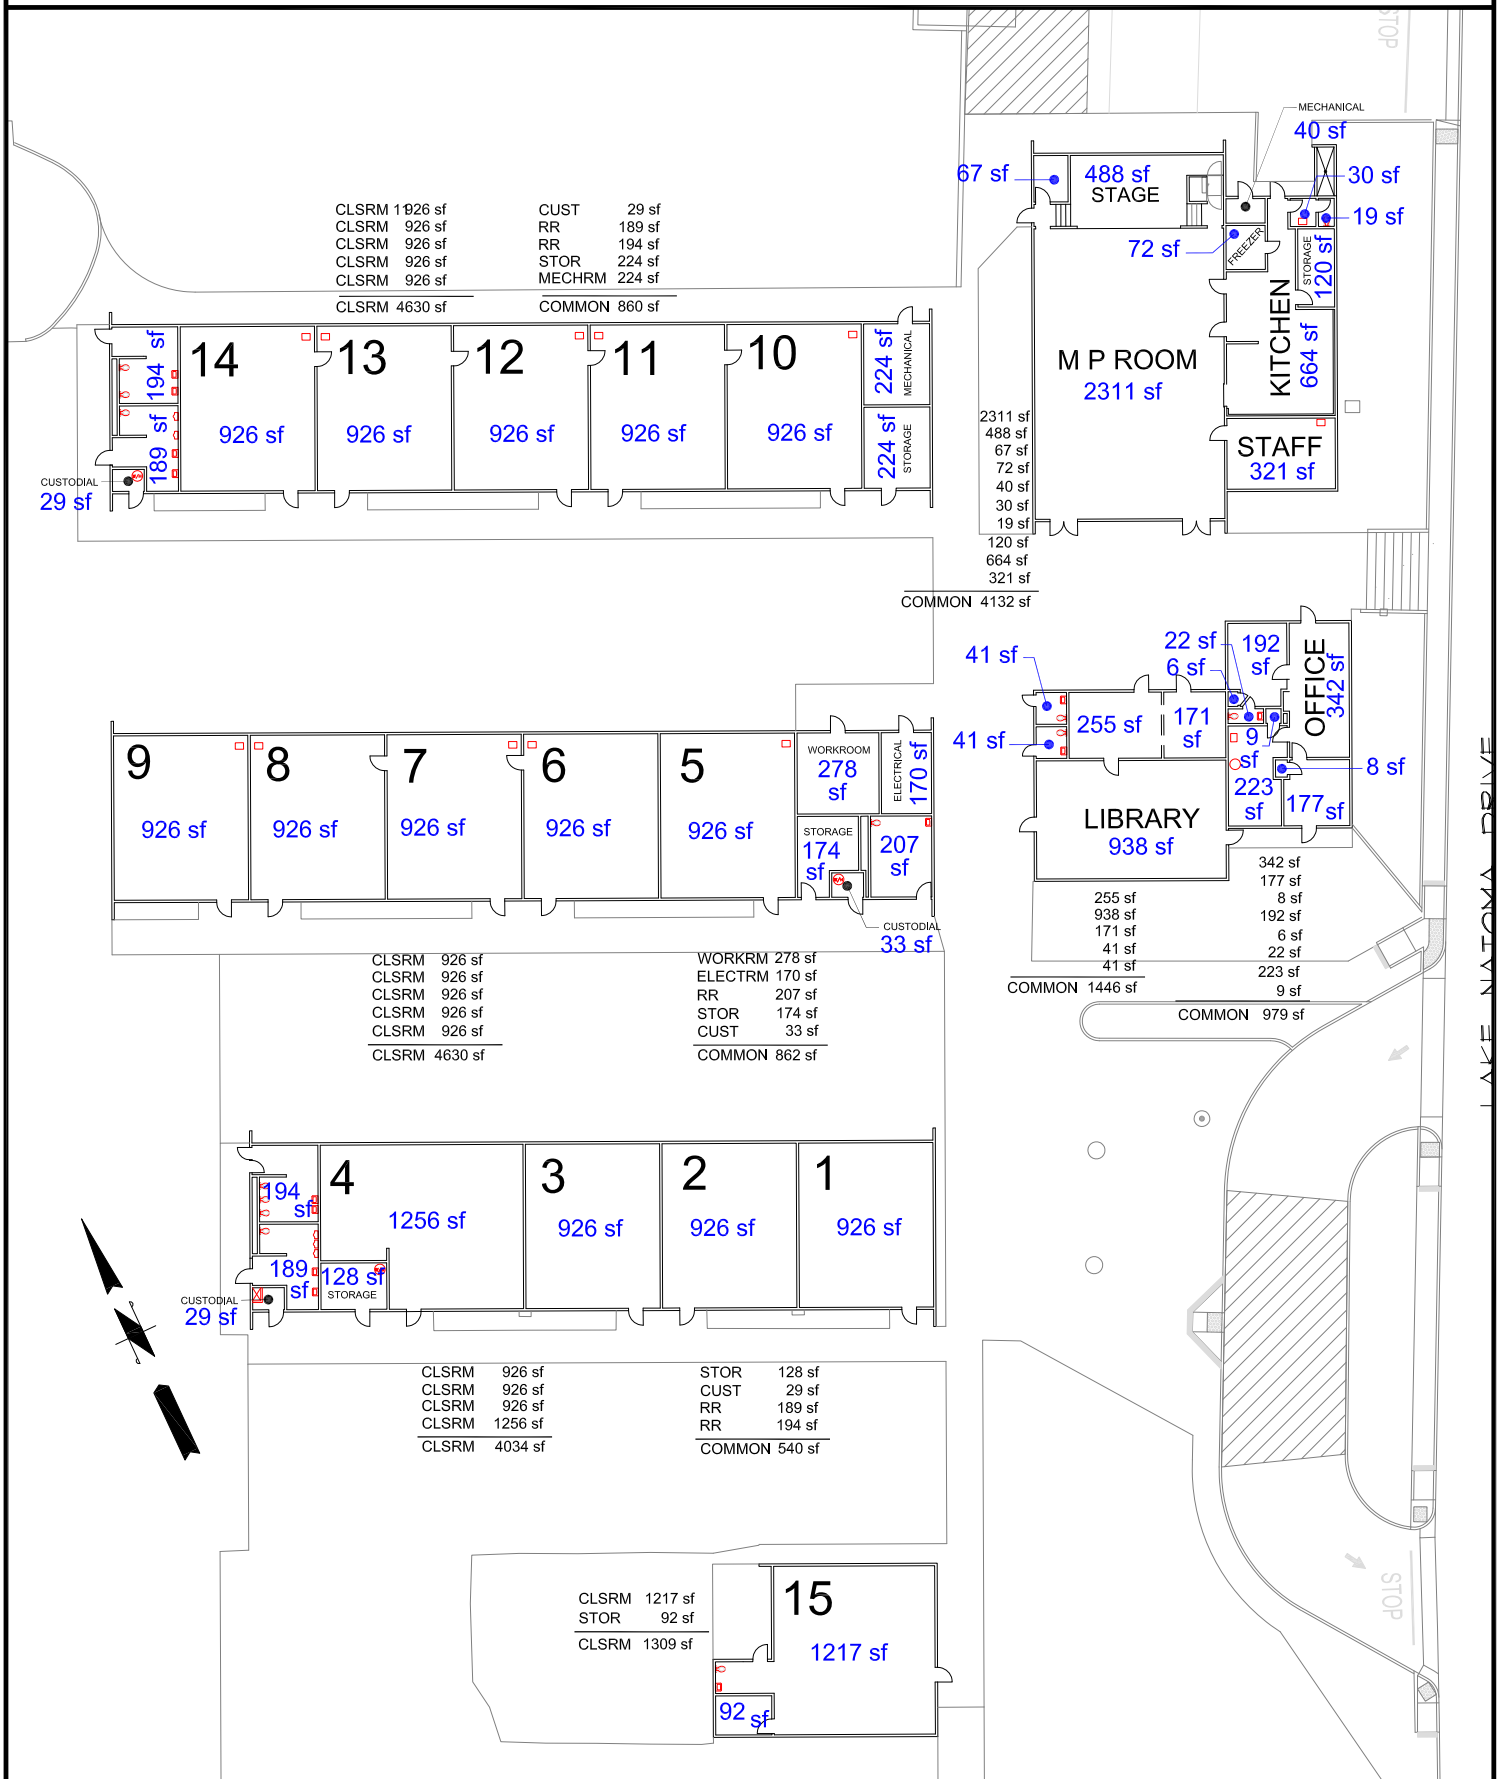 STOP
MECHANICAL
40 sf
67 sf
488 sf
STAGE
30 sf
19 sf
72 sf
FREEZER
STORAGE
120 sf
KITCHEN
664 sf
M P ROOM
2311 sf
STAFF
321 sf
CLSRM 11926 sf
CLSRM 926 sf
CLSRM 926 sf
CLSRM 926 sf
CLSRM 926 sf
CLSRM 4630 sf
CUST 29 sf
RR 189 sf
RR 194 sf
STOR 224 sf
MECHRM 224 sf
COMMON 860 sf
194 sf
189 sf
CUSTODIAL
29 sf
14
926 sf
13
926 sf
12
926 sf
11
926 sf
10
926 sf
224 sf
MECHANICAL
224 sf
STORAGE
2311 sf
488 sf
67 sf
72 sf
40 sf
30 sf
19 sf
120 sf
664 sf
321 sf
COMMON 4132 sf
41 sf
41 sf
255 sf
171 sf
22 sf
6 sf
192 sf
OFFICE
342 sf
9 sf
8 sf
223 sf
177 sf
LIBRARY
938 sf
9
926 sf
8
926 sf
7
926 sf
6
926 sf
5
926 sf
WORKROOM
278 sf
ELECTRICAL
170 sf
STORAGE
174 sf
207 sf
CUSTODIAL
33 sf
255 sf
938 sf
171 sf
41 sf
41 sf
COMMON 1446 sf
342 sf
177 sf
8 sf
192 sf
6 sf
22 sf
223 sf
9 sf
COMMON 979 sf
LAKE NATOMA DRIVE
CLSRM 926 sf
CLSRM 926 sf
CLSRM 926 sf
CLSRM 926 sf
CLSRM 926 sf
CLSRM 4630 sf
WORKRM 278 sf
ELECTRM 170 sf
RR 207 sf
STOR 174 sf
CUST 33 sf
COMMON 862 sf
194 sf
189 sf
CUSTODIAL
29 sf
4
1256 sf
128 sf
STORAGE
3
926 sf
2
926 sf
1
926 sf
CLSRM 926 sf
CLSRM 926 sf
CLSRM 926 sf
CLSRM 1256 sf
CLSRM 4034 sf
STOR 128 sf
CUST 29 sf
RR 189 sf
RR 194 sf
COMMON 540 sf
CLSRM 1217 sf
STOR 92 sf
CLSRM 1309 sf
15
1217 sf
92 sf
STOP